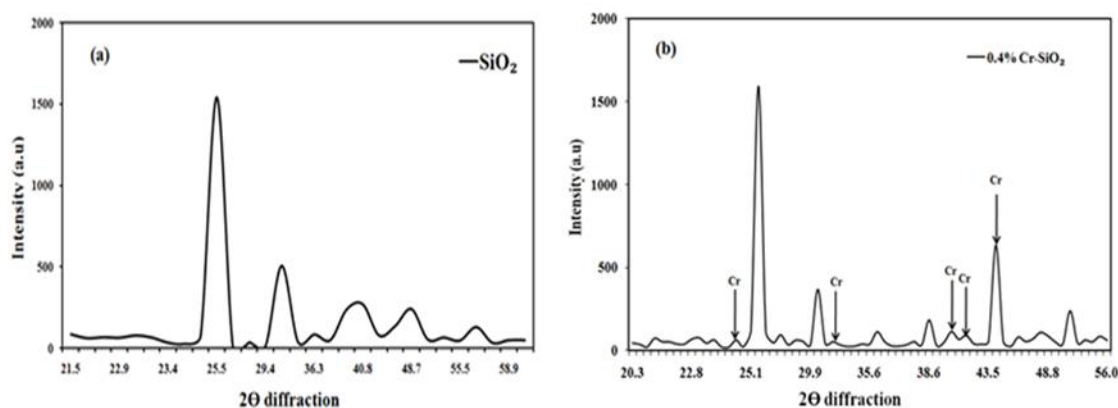 (a)
SiO₂
2000
1500
1000
500
0
Intensity (a.u)
21.5 22.9 23.4 25.5 29.4 36.3 40.8 48.7 55.5 59.9
2Θ diffraction
(b)
0.4% Cr-SiO₂
2000
1500
1000
500
0
Intensity (a.u)
Cr
Cr
Cr
Cr
Cr
20.3 22.8 25.1 29.9 35.6 38.6 43.5 48.8 56.0
2Θ diffraction